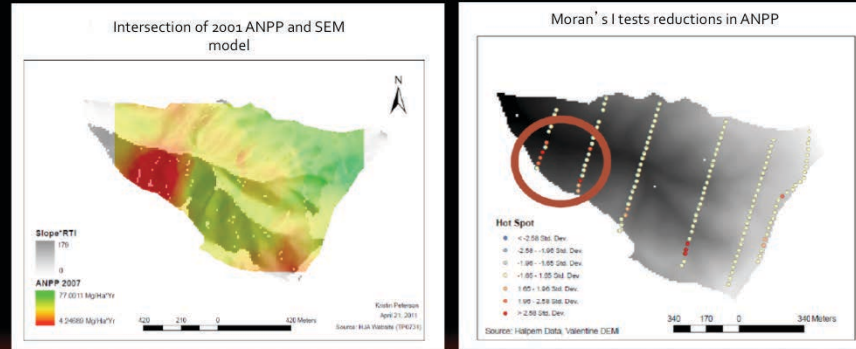 Intersection of 2001 ANPP and SEM
model
N
Slope*RTI
170
0
ANPP 2007
77.0011 Mg/Ha*Yr
4.24689 Mg/Ha*Yr
Kristin Peterson
April 21, 2011
Source: HJA Website (TP0731)
420 210 0 420 Meters
Moran's I tests reductions in ANPP
Hot Spot
< -2.58 Std. Dev.
-2.58 - -1.96 Std. Dev.
-1.96 - -1.65 Std. Dev.
-1.65 - 1.65 Std. Dev.
1.65 - 1.96 Std. Dev.
1.96 - 2.58 Std. Dev.
> 2.58 Std. Dev.
Source: Halpern Data, Valentine DEM
340 170 0 340 Meters